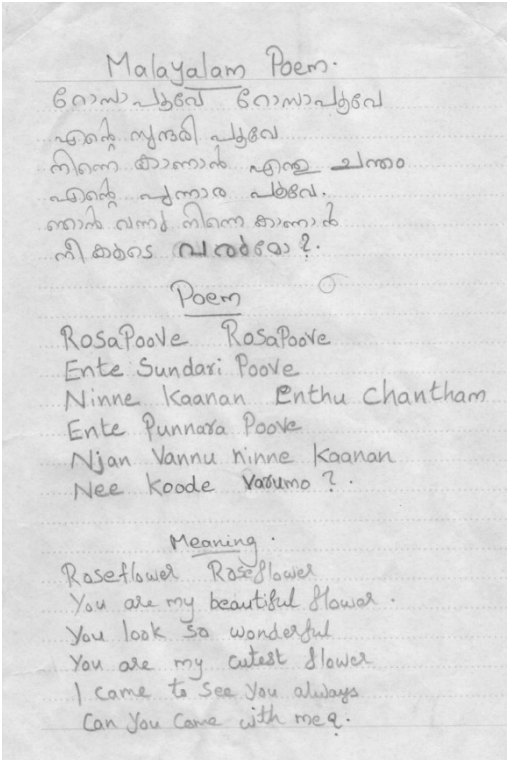 Malayalam Poem.
റോസാപൂവേ റോസാപൂവേ
എന്റെ സുന്ദരി പൂവേ
നിന്നെ കാണാൻ എന്തു ചന്തം
എന്റെ പുന്നാര പൂവേ.
ഞാൻ വന്നു നിന്നെ കാണാൻ
നീ കൂടെ വരുമോ ?.
Poem
RosaPoove RosaPoove
Ente Sundari Poove
Ninne Kaanan Enthu Chantham
Ente Punnara Poove
Njan Vannu ninne Kaanan
Nee Koode Varumo ? .
Meaning .
Roseflower Roseflower
You are my beautiful flower .
You look so wonderful
You are my cutest flower
I came to see you always
Can you come with me?.